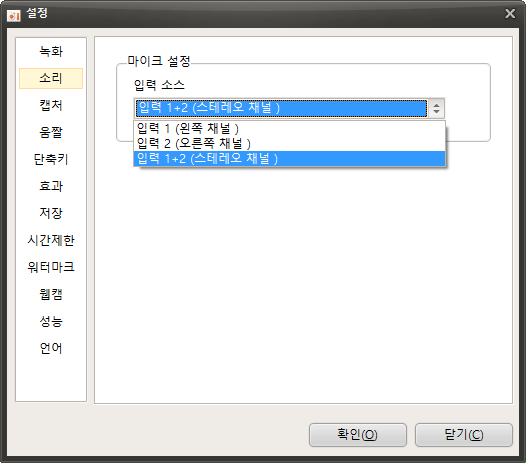 설정
녹화
소리
캡처
움짤
단축키
효과
저장
시간제한
워터마크
웹캠
성능
언어
마이크 설정
입력 소스
입력 1+2 (스테레오 채널 )
입력 1 (왼쪽 채널 )
입력 2 (오른쪽 채널 )
입력 1+2 (스테레오 채널 )
확인(O)
닫기(C)